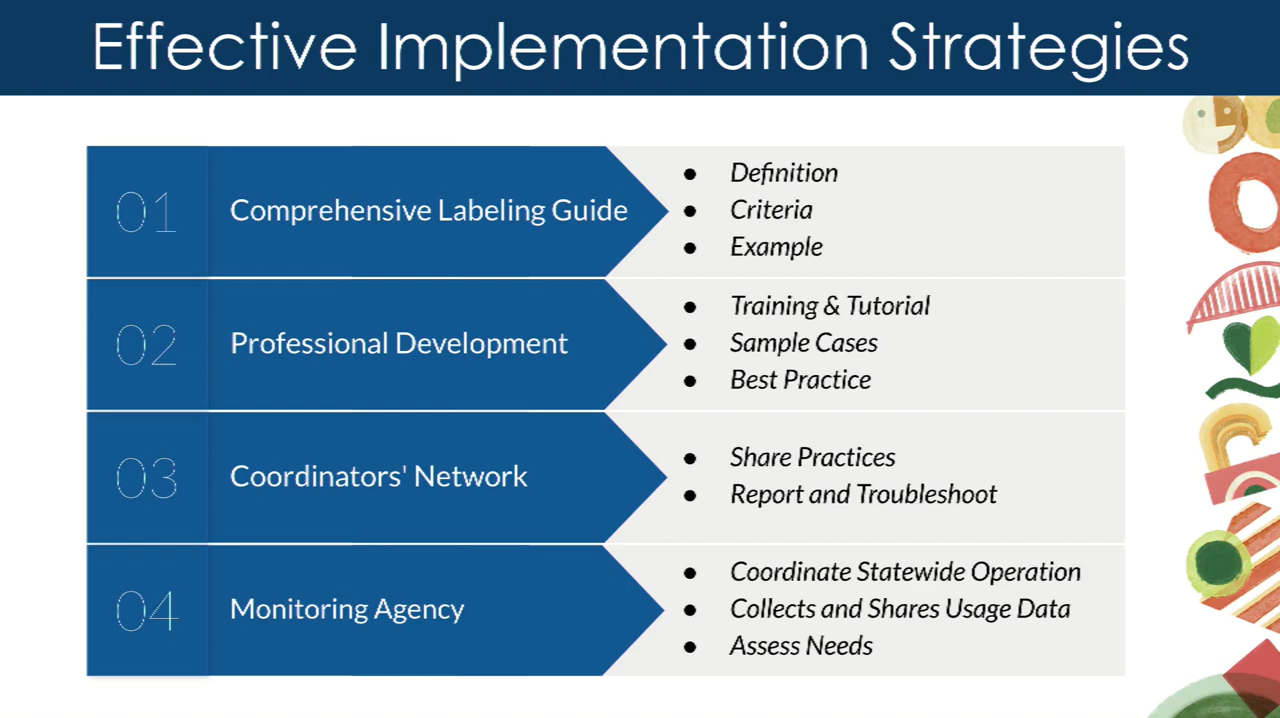 Effective Implementation Strategies
01
Comprehensive Labeling Guide
● Definition
● Criteria
● Example
02
Professional Development
● Training & Tutorial
● Sample Cases
● Best Practice
03
Coordinators' Network
● Share Practices
● Report and Troubleshoot
04
Monitoring Agency
● Coordinate Statewide Operation
● Collects and Shares Usage Data
● Assess Needs